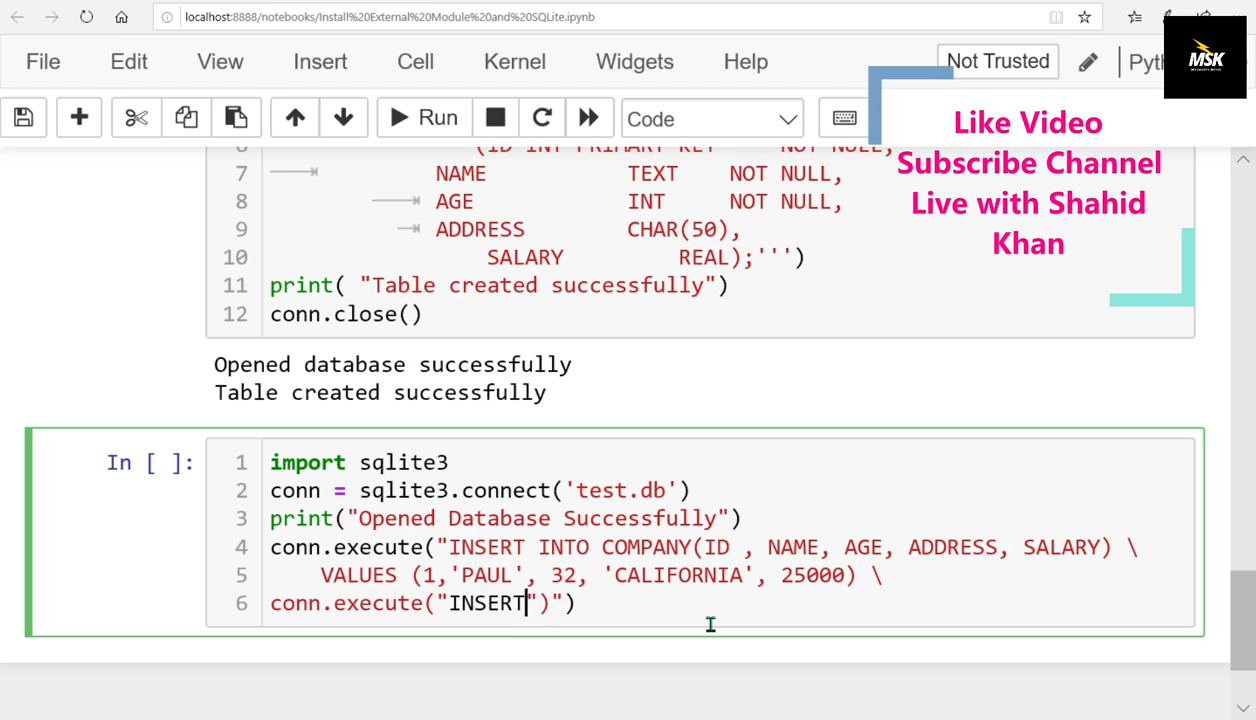 localhost:8888/notebooks/Install%20External%20Module%20and%20SQLite.ipynb
File Edit View Insert Cell Kernel Widgets Help Not Trusted
MSK
Run Code
Like Video
Subscribe Channel
Live with Shahid
Khan
7 NAME TEXT NOT NULL,
8 AGE INT NOT NULL,
9 ADDRESS CHAR(50),
10 SALARY REAL);''')
11 print( "Table created successfully")
12 conn.close()
Opened database successfully
Table created successfully
In [ ]:
1 import sqlite3
2 conn = sqlite3.connect('test.db')
3 print("Opened Database Successfully")
4 conn.execute("INSERT INTO COMPANY(ID , NAME, AGE, ADDRESS, SALARY) \
5 VALUES (1,'PAUL', 32, 'CALIFORNIA', 25000) \
6 conn.execute("INSERT")")